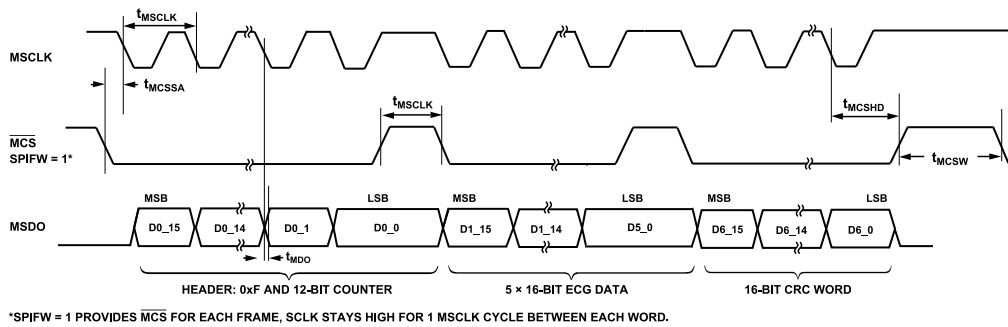 tMSCLK
MSCLK
tMCSSA
tMSCLK
tMCSHD
MCS
SPIFW = 1*
tMCSW
MSB LSB MSB LSB MSB LSB
MSDO D0_15 D0_14 D0_1 D0_0 D1_15 D1_14 D5_0 D6_15 D6_14 D6_0
tMDO
HEADER: 0xF AND 12-BIT COUNTER 5 × 16-BIT ECG DATA 16-BIT CRC WORD
*SPIFW = 1 PROVIDES MCS FOR EACH FRAME, SCLK STAYS HIGH FOR 1 MSCLK CYCLE BETWEEN EACH WORD.